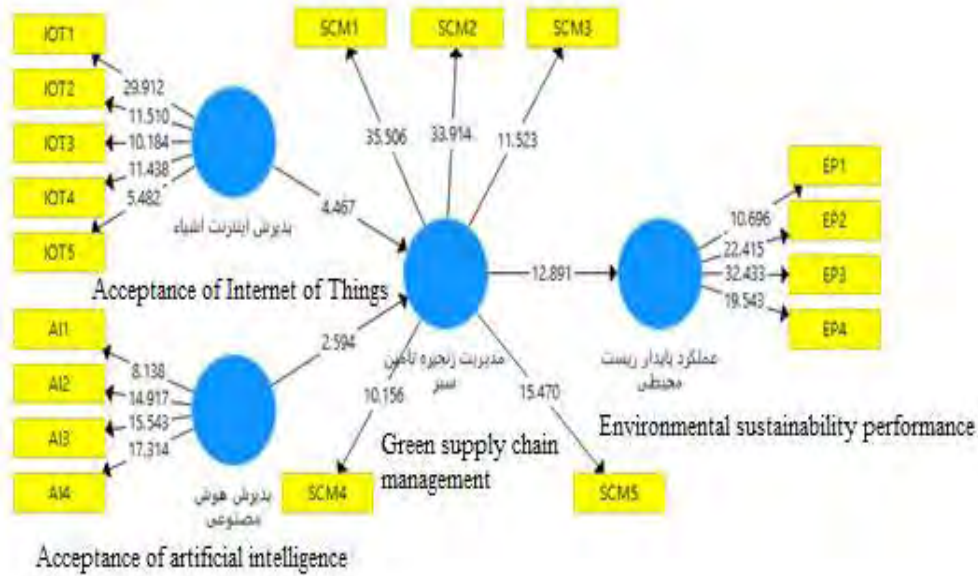 IOT1
IOT2
IOT3
IOT4
IOT5
29.912
11.510
10.184
11.438
5.482
پذیرش اینترنت اشیاء
Acceptance of Internet of Things
SCM1
SCM2
SCM3
35.506
33.914
11.523
4.467
12.891
EP1
EP2
EP3
EP4
10.696
22.415
32.433
19.543
عملکرد پایدار زیست
محیطی
Environmental sustainability performance
AI1
AI2
AI3
AI4
8.138
14.917
15.543
17.314
پذیرش هوش
مصنوعی
Acceptance of artificial intelligence
2.594
مدیریت زنجیره تامین
سبز
10.156
15.470
Green supply chain
management
SCM4
SCM5